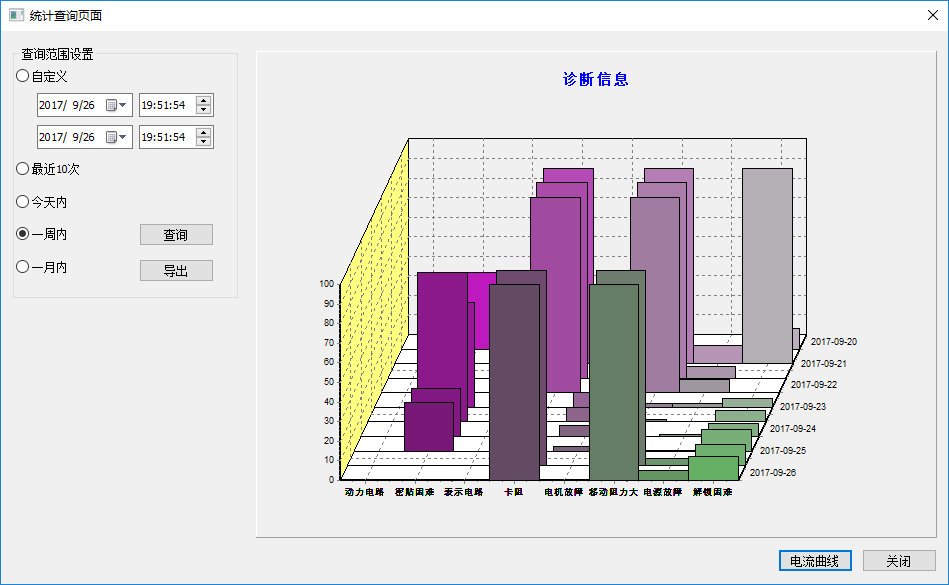 统计查询页面
查询范围设置
自定义
2017/ 9/26 19:51:54
2017/ 9/26 19:51:54
最近10次
今天内
一周内
查询
一月内
导出
诊断信息
100
90
80
70
60
50
40
30
20
10
0
动力电路 密贴困难 表示电路 卡阻 电机故障 移动阻力大 电源故障 解锁困难
2017-09-20
2017-09-21
2017-09-22
2017-09-23
2017-09-24
2017-09-25
2017-09-26
电流曲线 关闭